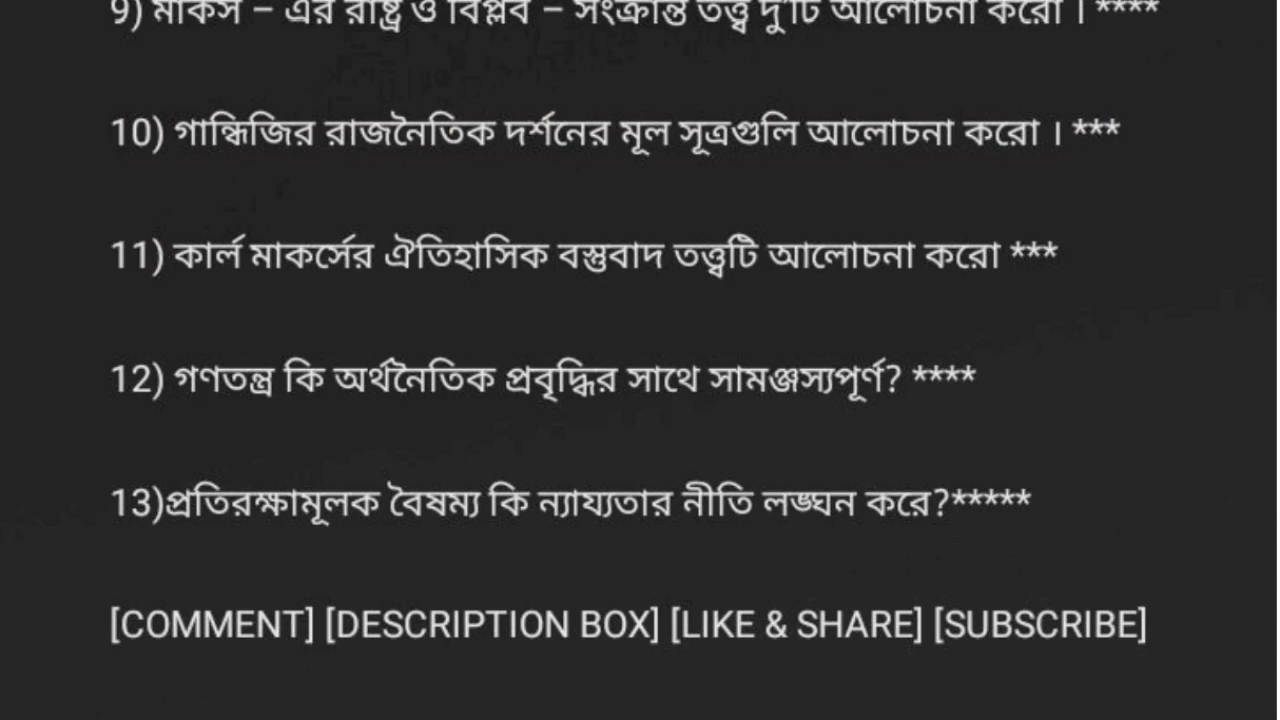 9) মার্কস – এর রাষ্ট্র ও বিপ্লব – সংক্রান্ত তত্ত্ব দু'টি আলোচনা করো । ****
10) গান্ধিজির রাজনৈতিক দর্শনের মূল সূত্রগুলি আলোচনা করো । ***
11) কার্ল মাকর্সের ঐতিহাসিক বস্তুবাদ তত্ত্বটি আলোচনা করো ***
12) গণতন্ত্র কি অর্থনৈতিক প্রবৃদ্ধির সাথে সামঞ্জস্যপূর্ণ? ****
13)প্রতিরক্ষামূলক বৈষম্য কি ন্যায্যতার নীতি লঙ্ঘন করে?*****
[COMMENT] [DESCRIPTION BOX] [LIKE & SHARE] [SUBSCRIBE]